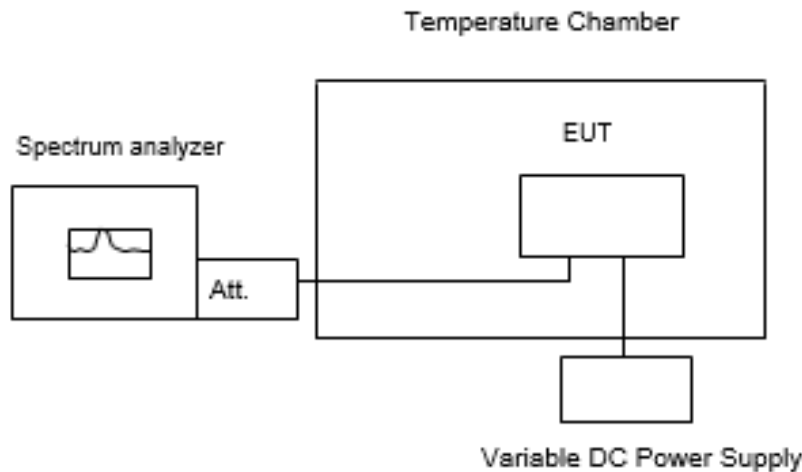 Temperature Chamber
EUT
Spectrum analyzer
Att.
Variable DC Power Supply